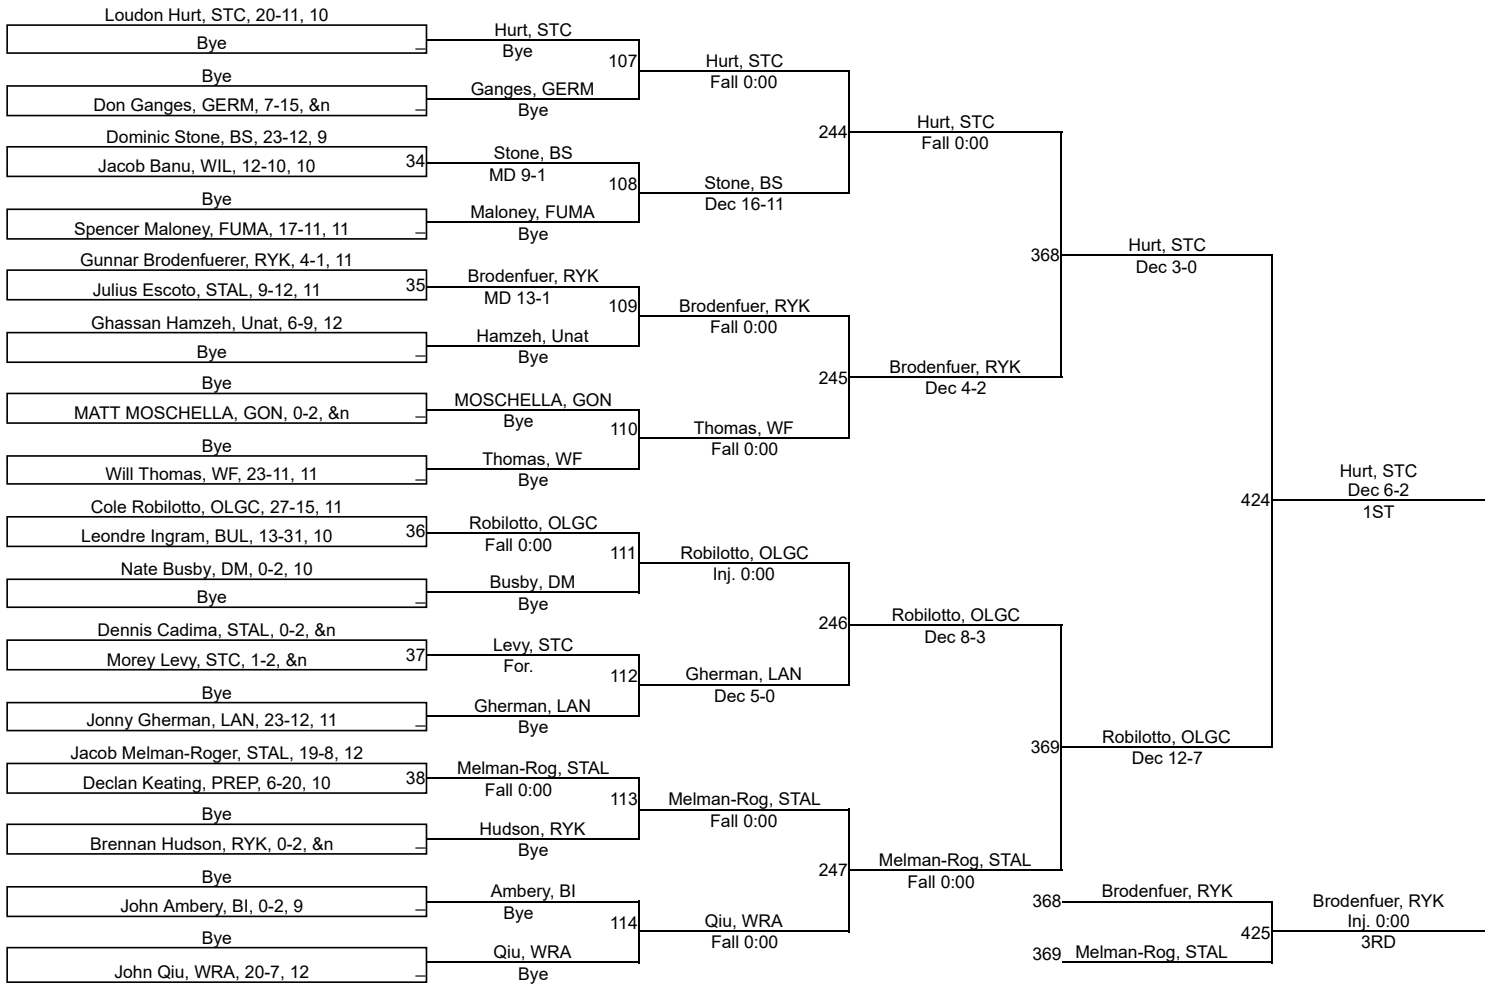 Loudon Hurt, STC, 20-11, 10
Bye _
Bye
Don Ganges, GERM, 7-15, &n _
Dominic Stone, BS, 23-12, 9
Jacob Banu, WIL, 12-10, 10 34
Bye
Spencer Maloney, FUMA, 17-11, 11 _
Gunnar Brodenfuerer, RYK, 4-1, 11
Julius Escoto, STAL, 9-12, 11 35
Ghassan Hamzeh, Unat, 6-9, 12
Bye _
Bye
MATT MOSCHELLA, GON, 0-2, &n _
Bye
Will Thomas, WF, 23-11, 11 _
Cole Robilotto, OLGC, 27-15, 11
Leondre Ingram, BUL, 13-31, 10 36
Nate Busby, DM, 0-2, 10
Bye _
Dennis Cadima, STAL, 0-2, &n
Morey Levy, STC, 1-2, &n 37
Bye
Jonny Gherman, LAN, 23-12, 11 _
Jacob Melman-Roger, STAL, 19-8, 12
Declan Keating, PREP, 6-20, 10 38
Bye
Brennan Hudson, RYK, 0-2, &n _
Bye
John Ambery, BI, 0-2, 9 _
Bye
John Qiu, WRA, 20-7, 12 _
Hurt, STC
Bye
107
Ganges, GERM
Bye
Stone, BS
MD 9-1
108
Maloney, FUMA
Bye
Brodenfuer, RYK
MD 13-1
109
Hamzeh, Unat
Bye
MOSCHELLA, GON
Bye
110
Thomas, WF
Bye
Robilotto, OLGC
Fall 0:00
111
Busby, DM
Bye
Levy, STC
For.
112
Gherman, LAN
Bye
Melman-Rog, STAL
Fall 0:00
113
Hudson, RYK
Bye
Ambery, BI
Bye
114
Qiu, WRA
Bye
Hurt, STC
Fall 0:00
244
Stone, BS
Dec 16-11
Brodenfuer, RYK
Fall 0:00
245
Thomas, WF
Fall 0:00
Robilotto, OLGC
Inj. 0:00
246
Gherman, LAN
Dec 5-0
Melman-Rog, STAL
Fall 0:00
247
Qiu, WRA
Fall 0:00
Hurt, STC
Fall 0:00
368
Brodenfuer, RYK
Dec 4-2
Robilotto, OLGC
Dec 8-3
369
Melman-Rog, STAL
Fall 0:00
Hurt, STC
Dec 3-0
424
Robilotto, OLGC
Dec 12-7
Hurt, STC
Dec 6-2
1ST
368 Brodenfuer, RYK
425
369 Melman-Rog, STAL
Brodenfuer, RYK
Inj. 0:00
3RD